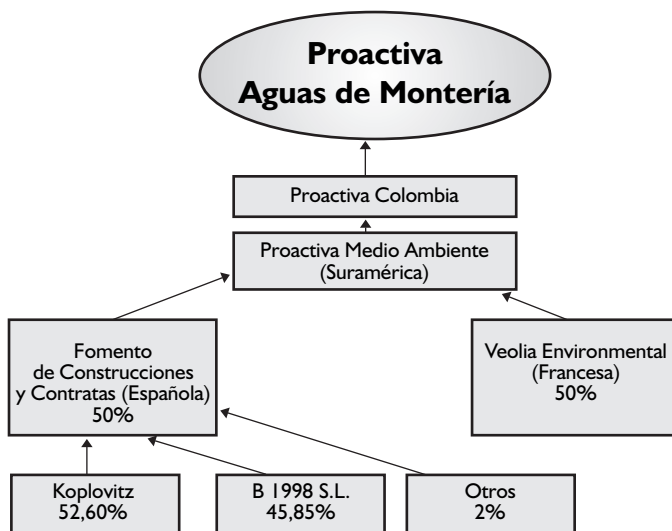 Proactiva
Aguas de Montería
Proactiva Colombia
Proactiva Medio Ambiente
(Suramérica)
Fomento
de Construcciones
y Contratas (Española)
50%
Veolia Environmental
(Francesa)
50%
Koplovitz
52,60%
B 1998 S.L.
45,85%
Otros
2%